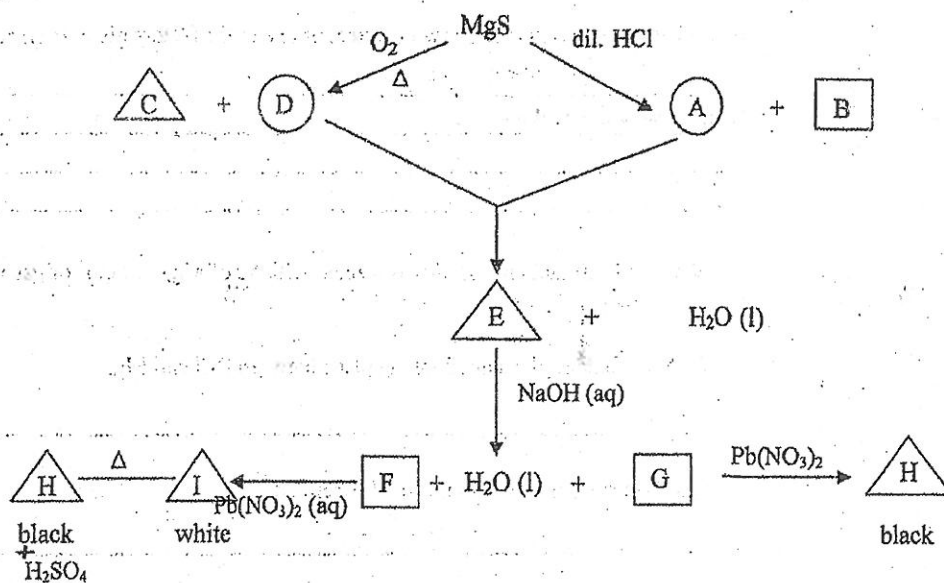 MgS
O₂ dil. HCl
Δ
C + D A + B
E + H₂O (l)
NaOH (aq)
H Δ I Pb(NO₃)₂ (aq) F + H₂O (l) + G Pb(NO₃)₂ H
black white black
+
H₂SO₄